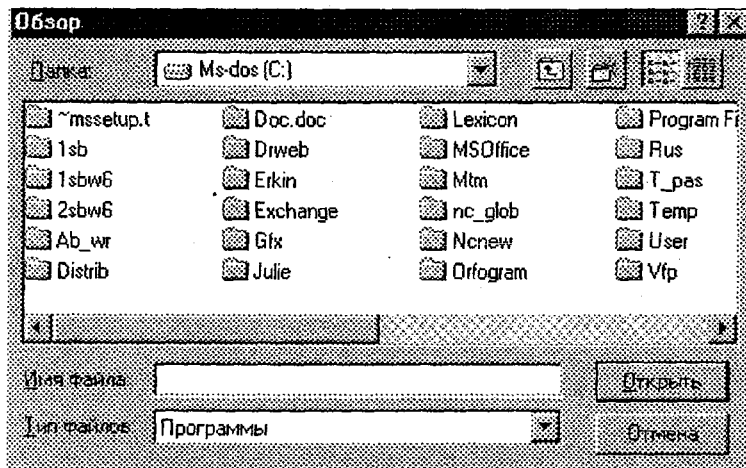 Обзор
Папка: Ms-dos (C:)
~mssetup.t Doc.doc Lexicon Program Fi
1sb Drweb MSOffice Rus
1sbw6 Erkin Mtm T_pas
2sbw6 Exchange nc_glob Temp
Ab_wr Gfx Ncnew User
Distrib Julie Orfogram Vfp
Имя файла: Открыть
Тип файлов: Программы Отмена